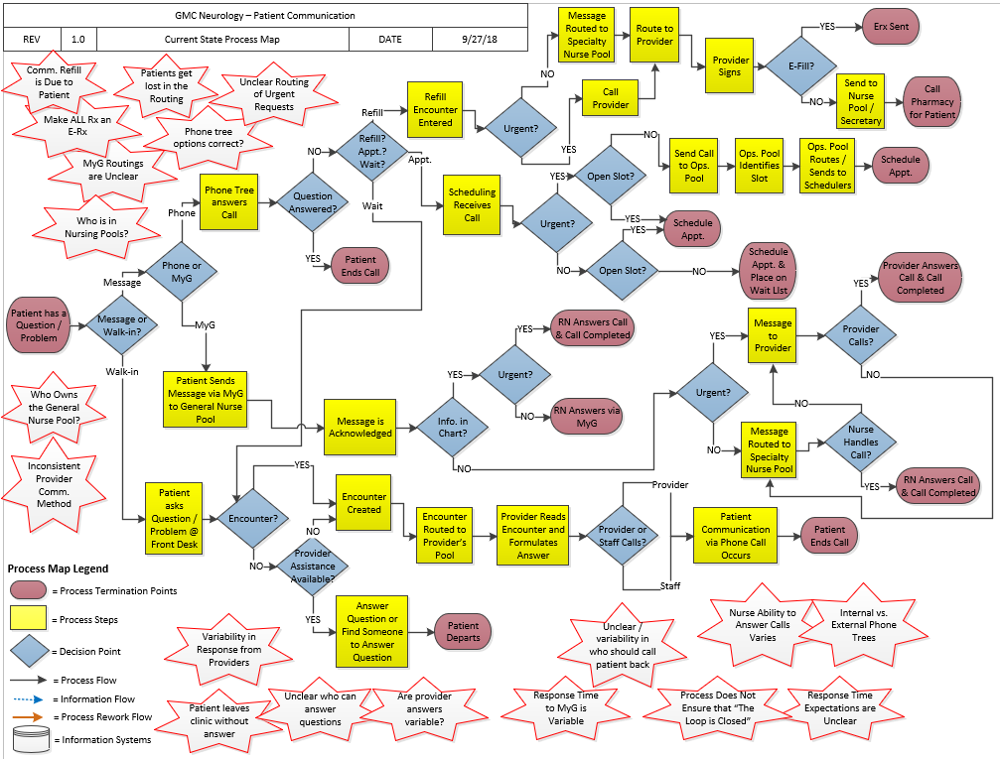 GMC Neurology – Patient Communication
REV
1.0
Current State Process Map
DATE
9/27/18
Comm. Refill
is Due to
Patient
Patients get
lost in the
Routing
Unclear Routing
of Urgent
Requests
Make ALL Rx an
E-Rx
Phone tree
options correct?
MyG Routings
are Unclear
Who is in
Nursing Pools?
Message
Routed to
Specialty
Nurse Pool
Route to
Provider
Provider
Signs
E-Fill?
YES
Erx Sent
NO
Send to
Nurse
Pool /
Secretary
Call
Pharmacy
for Patient
Refill
Refill
Encounter
Entered
Urgent?
NO
YES
Call
Provider
Refill?
Appt.?
Wait?
Appt.
Wait
Scheduling
Receives
Call
Urgent?
YES
NO
Open Slot?
NO
YES
Send Call
to Ops.
Pool
Ops. Pool
Identifies
Slot
Ops. Pool
Routes /
Sends to
Schedulers
Schedule
Appt.
Schedule
Appt.
Open Slot?
YES
NO
Schedule
Appt. &
Place on
Wait LIst
Phone Tree
answers
Call
Question
Answered?
NO
YES
Patient
Ends Call
Phone
Phone or
MyG
Message
MyG
Patient has a
Question /
Problem
Message or
Walk-in?
Walk-in
Patient Sends
Message via MyG
to General Nurse
Pool
Message is
Acknowledged
Info. in
Chart?
YES
NO
Urgent?
YES
RN Answers Call
& Call Completed
NO
RN Answers via
MyG
Urgent?
YES
NO
Message
to
Provider
Provider
Calls?
YES
Provider Answers
Call & Call
Completed
NO
Message
Routed to
Specialty
Nurse Pool
Nurse
Handles
Call?
NO
YES
RN Answers Call
& Call Completed
Who Owns
the General
Nurse Pool?
Inconsistent
Provider
Comm.
Method
Patient
asks
Question /
Problem @
Front Desk
Encounter?
YES
NO
Encounter
Created
NO
Provider
Assistance
Available?
YES
Answer
Question or
Find Someone
to Answer
Question
Patient
Departs
Encounter
Routed to
Provider’s
Pool
Provider Reads
Encounter and
Formulates
Answer
Provider or
Staff Calls?
Provider
Staff
Patient
Communication
via Phone Call
Occurs
Patient
Ends Call
Process Map Legend
= Process Termination Points
= Process Steps
= Decision Point
= Process Flow
= Information Flow
= Process Rework Flow
= Information Systems
Variability in
Response from
Providers
Patient leaves
clinic without
answer
Unclear who can
answer
questions
Are provider
answers
variable?
Unclear /
variability in
who should call
patient back
Response Time
to MyG is
Variable
Nurse Ability to
Answer Calls
Varies
Internal vs.
External Phone
Trees
Process Does Not
Ensure that “The
Loop is Closed”
Response Time
Expectations are
Unclear